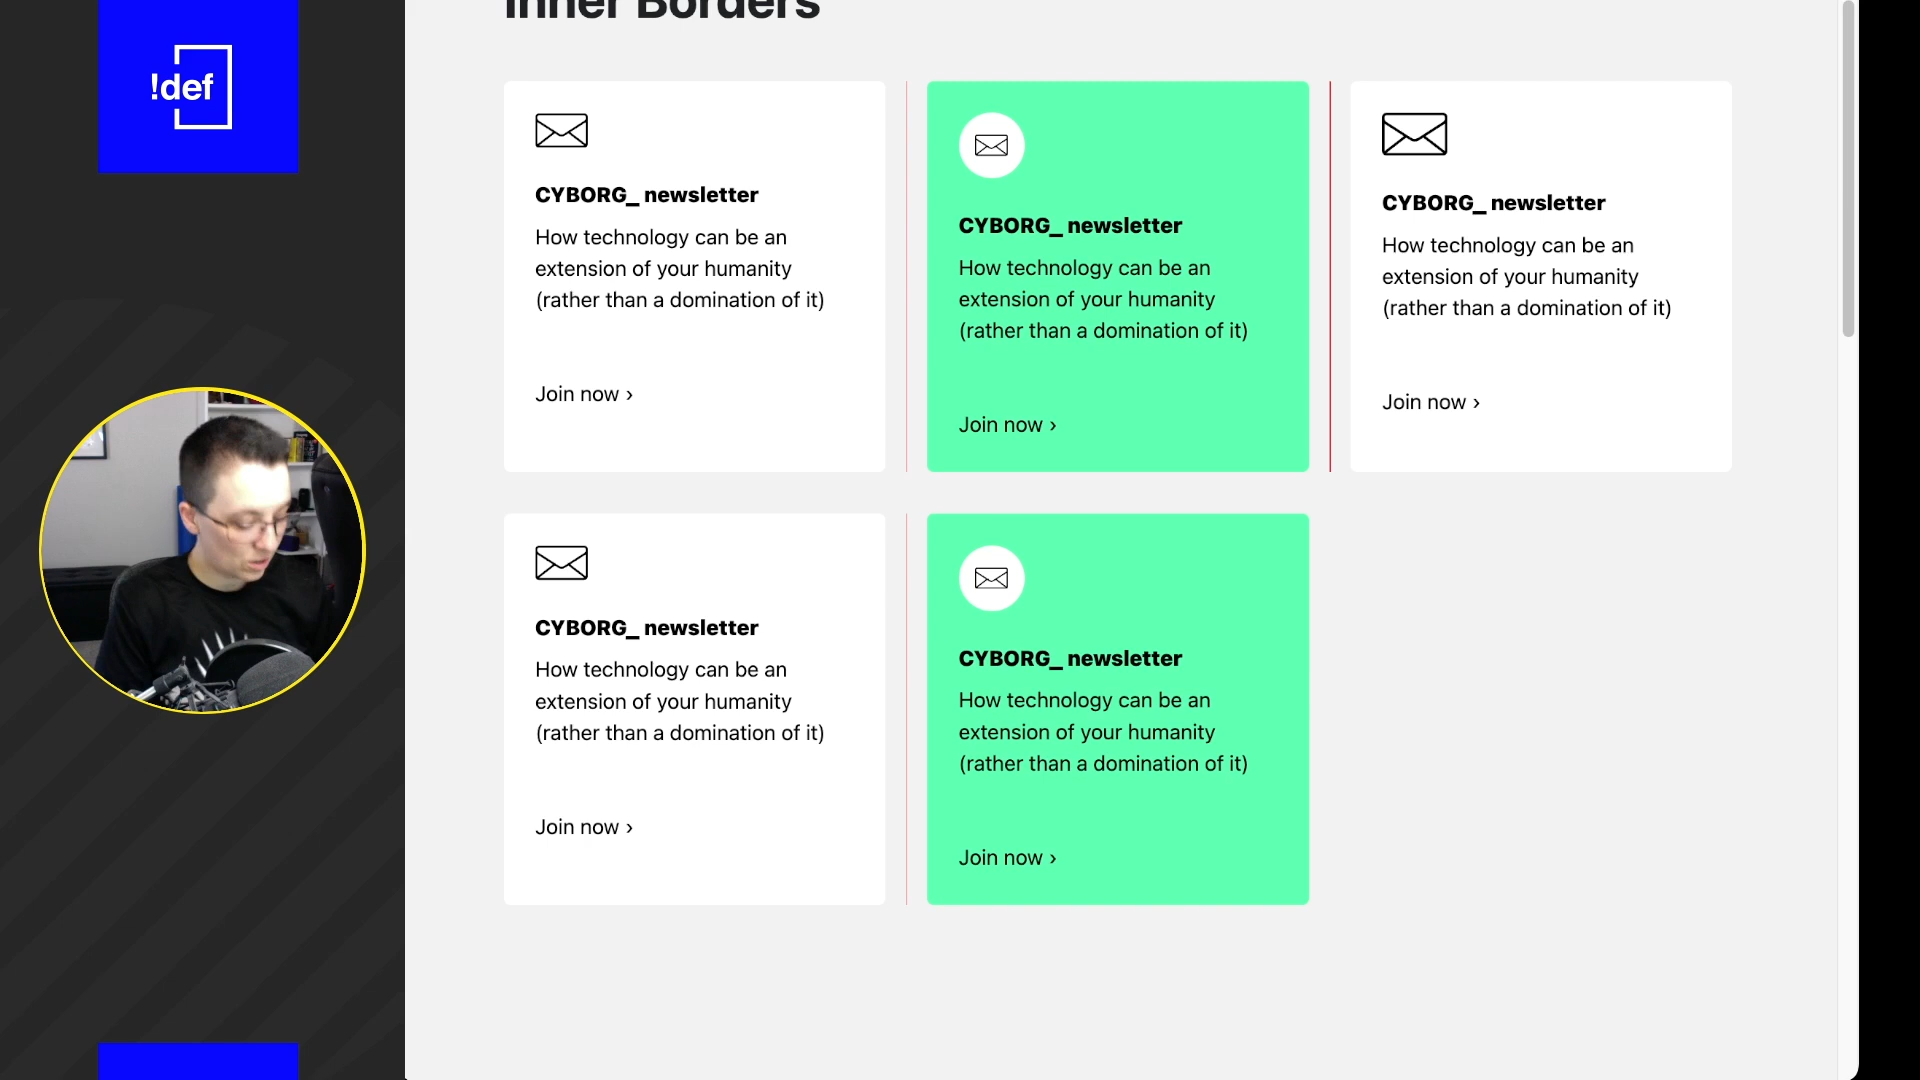 !def
Inner Borders
CYBORG_ newsletter
How technology can be an
extension of your humanity
(rather than a domination of it)
Join now ›
CYBORG_ newsletter
How technology can be an
extension of your humanity
(rather than a domination of it)
Join now ›
CYBORG_ newsletter
How technology can be an
extension of your humanity
(rather than a domination of it)
Join now ›
CYBORG_ newsletter
How technology can be an
extension of your humanity
(rather than a domination of it)
Join now ›
CYBORG_ newsletter
How technology can be an
extension of your humanity
(rather than a domination of it)
Join now ›